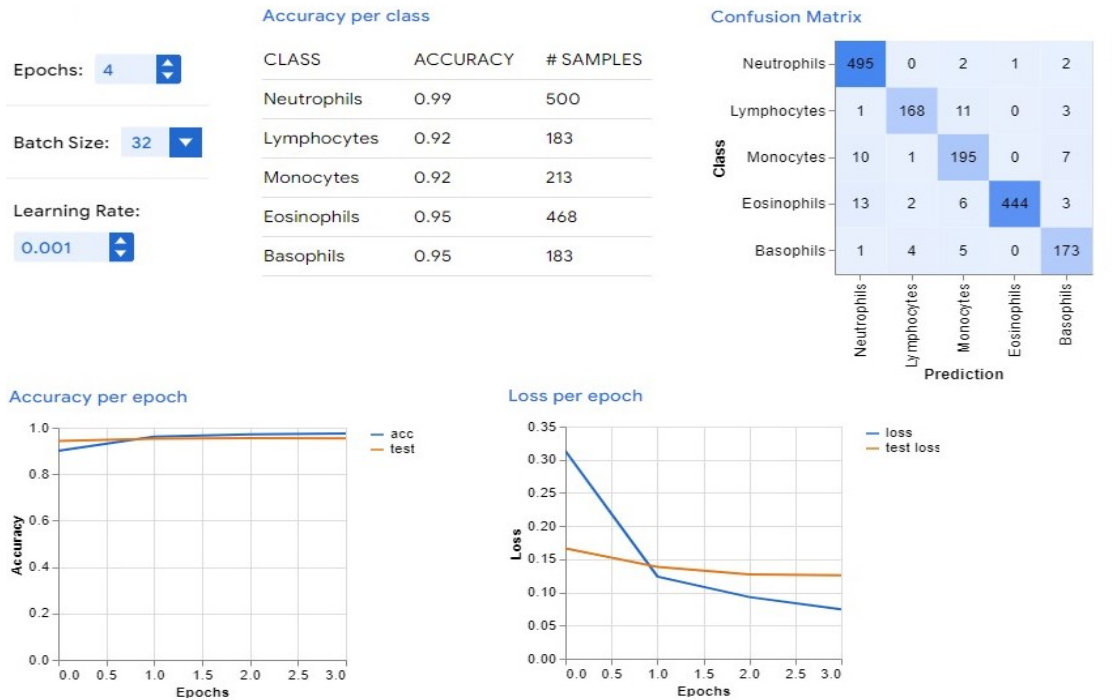 Epochs: 4
Batch Size: 32
Learning Rate:
0.001
Accuracy per class
CLASS ACCURACY # SAMPLES
Neutrophils 0.99 500
Lymphocytes 0.92 183
Monocytes 0.92 213
Eosinophils 0.95 468
Basophils 0.95 183
Confusion Matrix
Class
Neutrophils 495 0 2 1 2
Lymphocytes 1 168 11 0 3
Monocytes 10 1 195 0 7
Eosinophils 13 2 6 444 3
Basophils 1 4 5 0 173
Neutrophils Lymphocytes Monocytes Eosinophils Basophils
Prediction
Accuracy per epoch
Accuracy
1.0
0.8
0.6
0.4
0.2
0.0
0.0 0.5 1.0 1.5 2.0 2.5 3.0
Epochs
acc
test
Loss per epoch
Loss
0.35
0.30
0.25
0.20
0.15
0.10
0.05
0.00
0.0 0.5 1.0 1.5 2.0 2.5 3.0
Epochs
loss
test loss